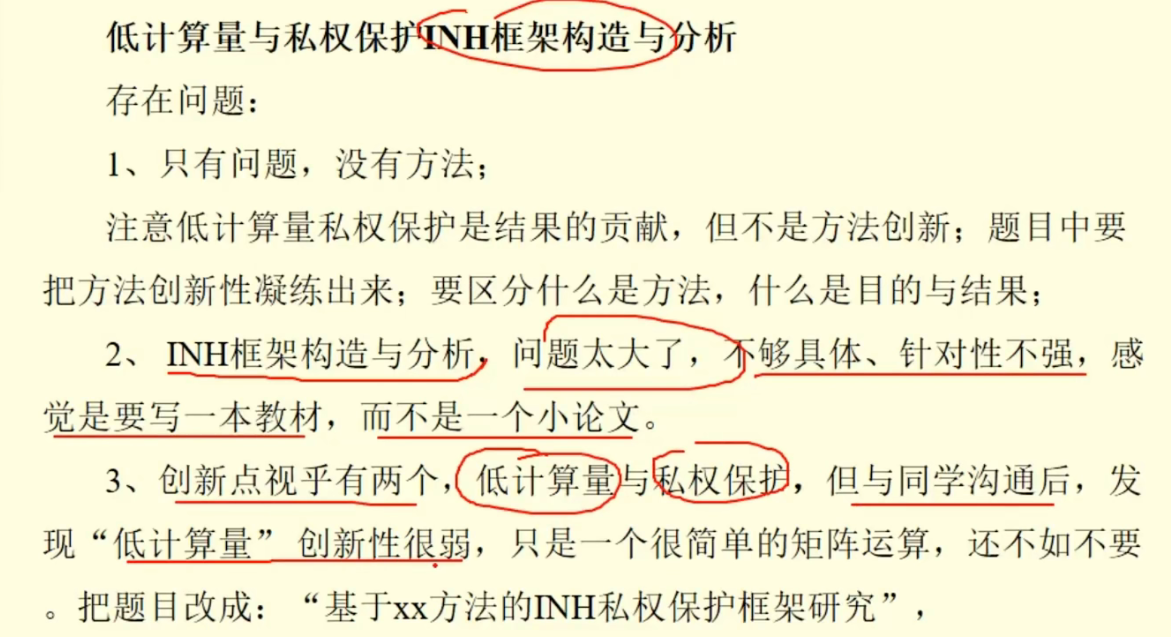 低计算量与私权保护INH框架构造与分析
存在问题：
1、只有问题，没有方法；
注意低计算量私权保护是结果的贡献，但不是方法创新；题目中要
把方法创新性凝练出来；要区分什么是方法，什么是目的与结果；
2、 INH框架构造与分析，问题太大了，不够具体、针对性不强，感
觉是要写一本教材，而不是一个小论文。
3、创新点视乎有两个，低计算量与私权保护，但与同学沟通后，发
现“低计算量” 创新性很弱，只是一个很简单的矩阵运算，还不如不要
。把题目改成：“基于xx方法的INH私权保护框架研究”，